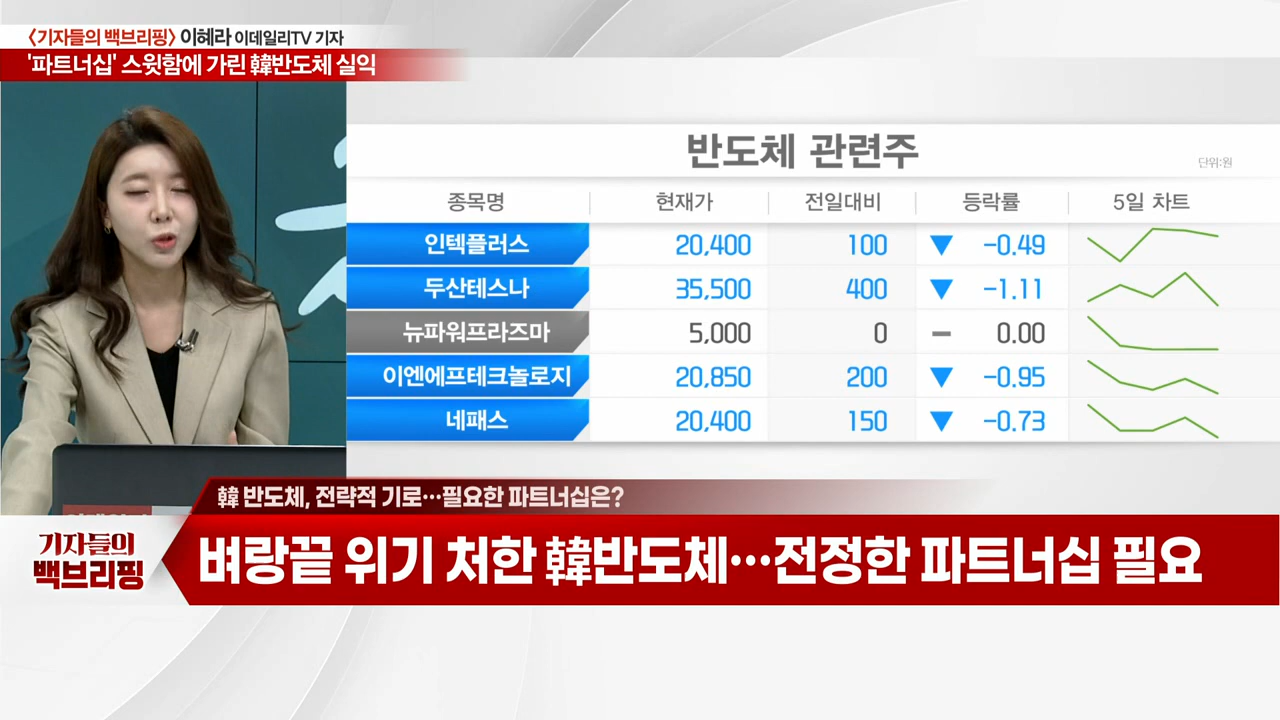 〈기자들의 백브리핑〉 이혜라 이데일리TV 기자
'파트너십' 스윗함에 가린 韓반도체 실익
반도체 관련주
단위:원
종목명 현재가 전일대비 등락률 5일 차트
인텍플러스 20,400 100 ▼ -0.49
두산테스나 35,500 400 ▼ -1.11
뉴파워프라즈마 5,000 0 - 0.00
이엔에프테크놀로지 20,850 200 ▼ -0.95
네패스 20,400 150 ▼ -0.73
韓 반도체, 전략적 기로…필요한 파트너십은?
기자들의
백브리핑
벼랑끝 위기 처한 韓반도체…전정한 파트너십 필요